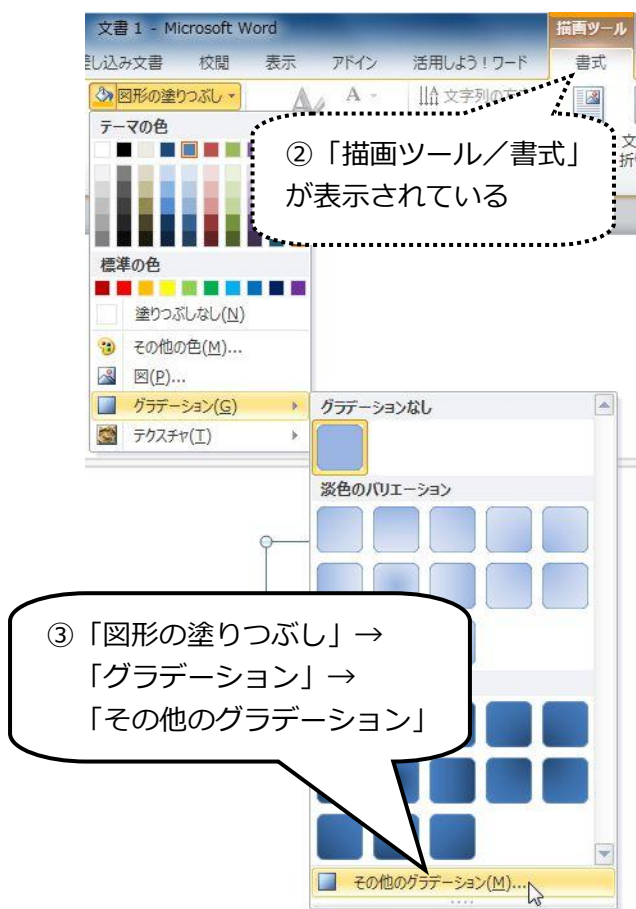 文書 1 - Microsoft Word
描画ツール
し込み文書 校閲 表示 アドイン 活用しよう!ワード 書式
図形の塗りつぶし
A A 文字列の方
テーマの色
②「描画ツール/書式」
が表示されている
標準の色
塗りつぶしなし(N)
その他の色(M)...
図(P)...
グラデーション(G)
テクスチャ(T)
グラデーションなし
淡色のバリエーション
③「図形の塗りつぶし」→
「グラデーション」→
「その他のグラデーション」
その他のグラデーション(M)...